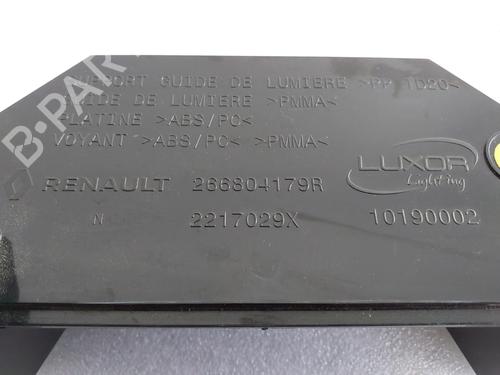 SUPPORT GUIDE DE LUMIERE >PP TD20<
GUIDE DE LUMIERE >PMMA<
PLATINE >ABS/PC<
VOYANT >ABS/PC< >PMMA<
RENAULT 266804179R
LUXOR
Lighting
N 2217029X 10190002
B-PARTS